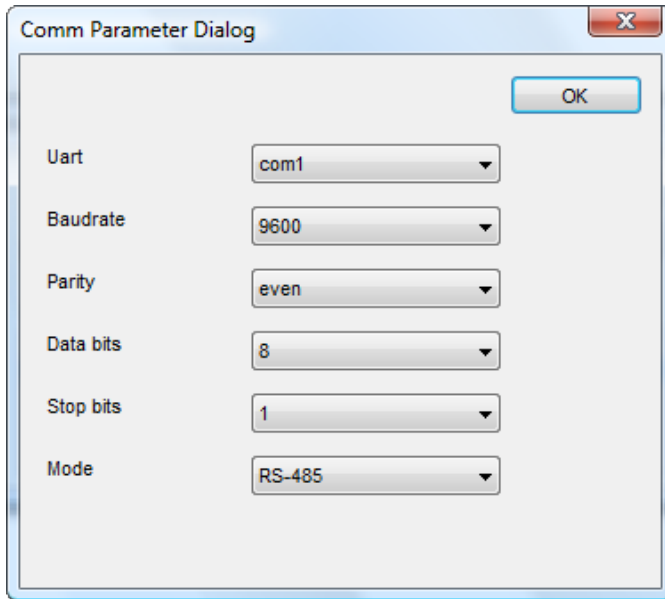 Comm Parameter Dialog
OK
Uart com1
Baudrate 9600
Parity even
Data bits 8
Stop bits 1
Mode RS-485